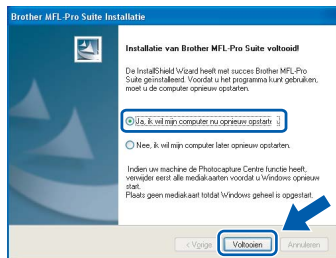 Brother MFL-Pro Suite Installatie
Installatie van Brother MFL-Pro Suite voltooid!
De InstallShield Wizard heeft met succes Brother MFL-Pro
Suite geïnstalleerd. Voordat u het programma kunt gebruiken,
moet u de computer opnieuw opstarten.
Ja, ik wil mijn computer nu opnieuw opstarte
Nee, ik wil mijn computer later opnieuw opstarten.
Indien uw machine de Photocapture Centre functie heeft,
verwijder eerst alle mediakaarten voordat u Windows opnieuw
start.
Plaats geen mediakaart totdat Windows geheel is opgestart.
< Vorige
Voltooien
Annuleren